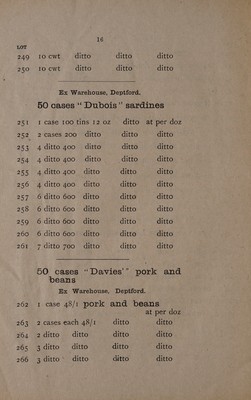 16
LOT
249 10 cwt ditto ditto ditto
250 10 cwt ditto ditto ditto
Ex Warehouse, Deptford.
50 cases "Dubois" sardines
251 1 case 100 tins 12 oz ditto at per doz
252 2 cases 200 ditto ditto ditto
253 4 ditto 400 ditto ditto ditto
254 4 ditto 400 ditto ditto ditto
255 4 ditto 400 ditto ditto ditto
256 4 ditto 400 ditto ditto ditto
257 6 ditto 600 ditto ditto ditto
258 6 ditto 600 ditto ditto ditto
259 6 ditto 600 ditto ditto ditto
260 6 ditto 600 ditto ditto ditto
261 7 ditto 700 ditto ditto ditto
50 cases "Davies'" pork and
beans
Ex Warehouse, Deptford.
262 1 case 48/1 pork and beans
at per doz
263 2 cases each 48/1 ditto ditto
264 2 ditto ditto ditto ditto
265 3 ditto ditto ditto ditto
266 3 ditto ditto ditto ditto